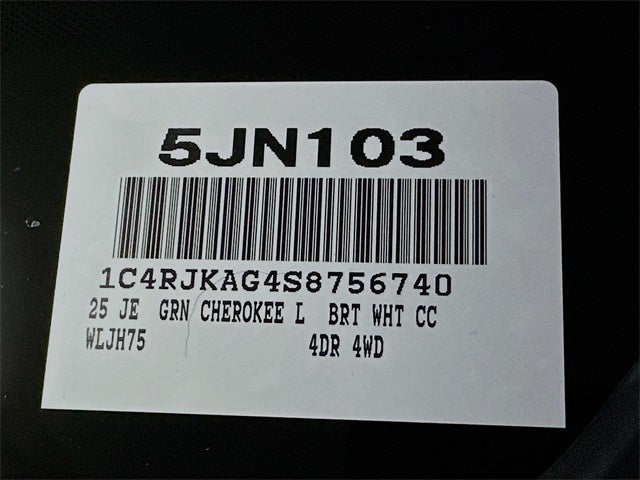 5JN103
1C4RJKAG4S8756740
25 JE GRN CHEROKEE L BRT WHT CC
WLJH75 4DR 4WD